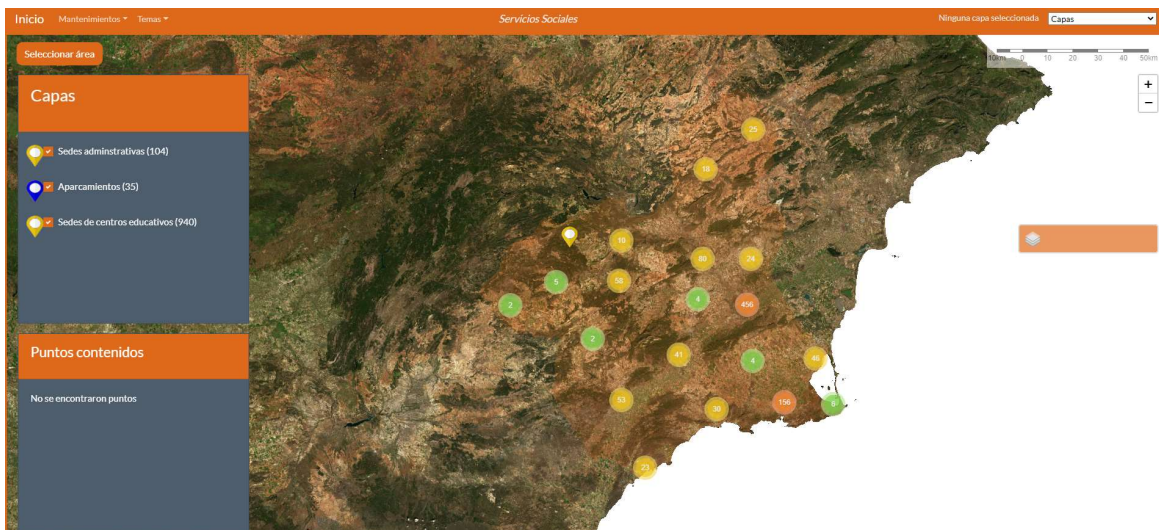 Inicio Mantenimientos Temas Servicios Sociales Ninguna capa seleccionada Capas
Seleccionar área
10km 0 10 20 30 40 50km
+
−
Capas
Sedes adminstrativas (104)
Aparcamientos (35)
Sedes de centros educativos (940)
Puntos contenidos
No se encontraron puntos
25
18
10
80
24
5
58
2
4
456
2
41
4
46
53
30
156
6
23